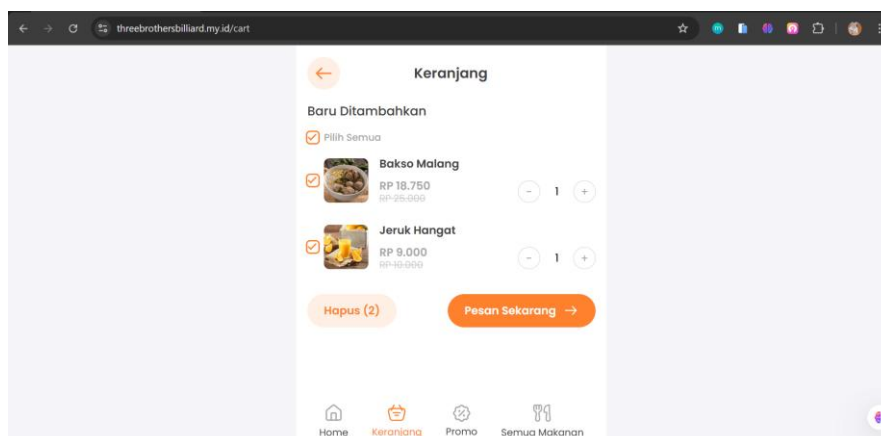 threebrothersbilliard.my.id/cart
Keranjang
Baru Ditambahkan
Pilih Semua
Bakso Malang
RP 18.750
RP 25.000
- 1 +
Jeruk Hangat
RP 9.000
RP 10.000
- 1 +
Hapus (2)
Pesan Sekarang →
Home Keranjang Promo Semua Makanan